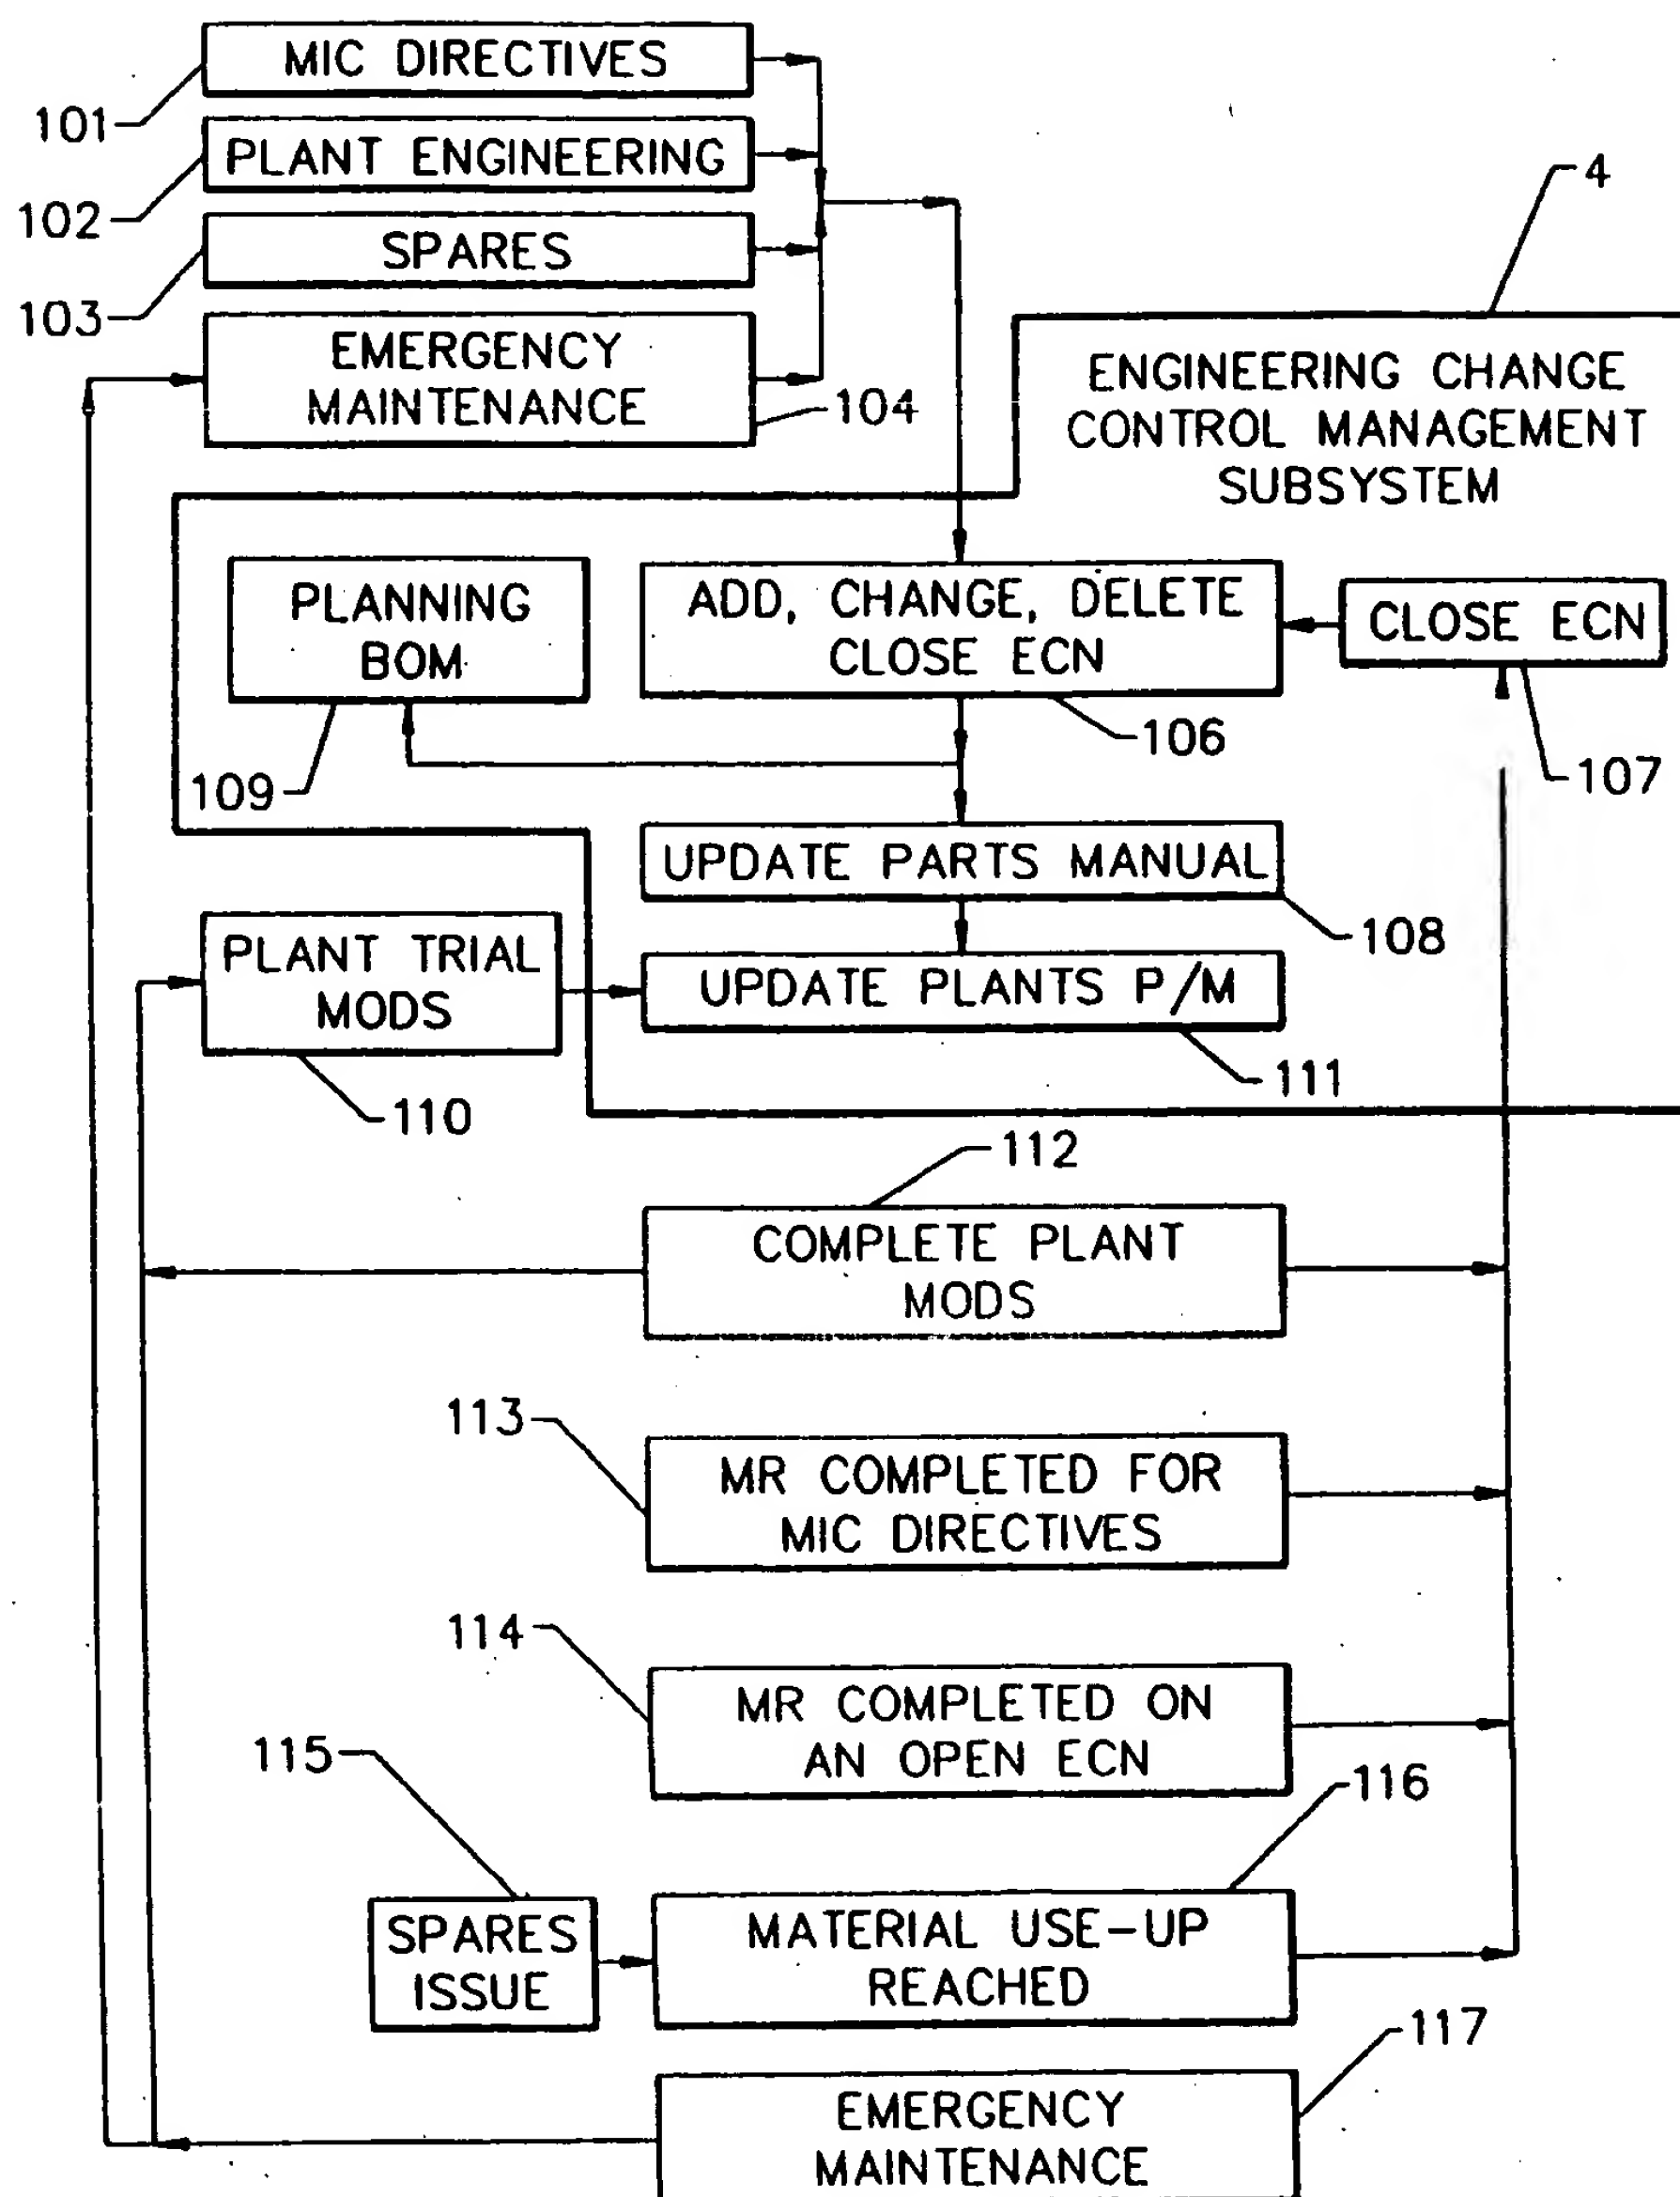 MIC DIRECTIVES
101
PLANT ENGINEERING
102
SPARES
103
EMERGENCY
MAINTENANCE
104
4
ENGINEERING CHANGE
CONTROL MANAGEMENT
SUBSYSTEM
PLANNING
BOM
109
ADD, CHANGE, DELETE
CLOSE ECN
106
CLOSE ECN
107
UPDATE PARTS MANUAL
108
PLANT TRIAL
MODS
110
UPDATE PLANTS P/M
111
112
COMPLETE PLANT
MODS
113
MR COMPLETED FOR
MIC DIRECTIVES
114
MR COMPLETED ON
AN OPEN ECN
115
116
SPARES
ISSUE
MATERIAL USE-UP
REACHED
117
EMERGENCY
MAINTENANCE